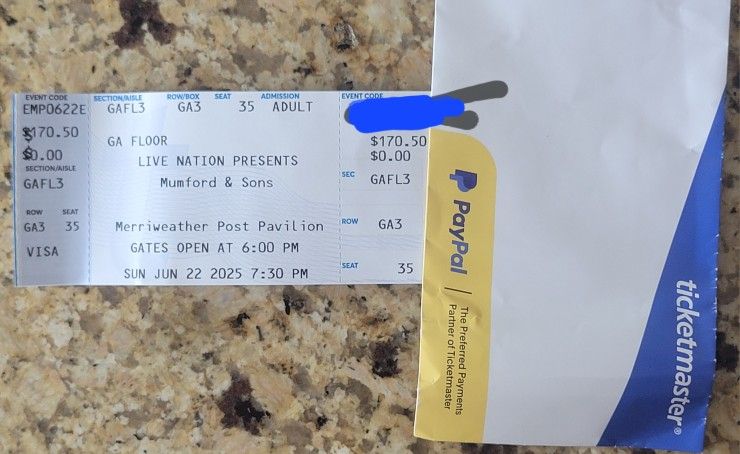 EVENT CODE
EMP0622E
$170.50
$0.00
SECTION/AISLE
GAFL3
ROW SEAT
GA3 35
VISA
SECTION/AISLE ROW/BOX SEAT ADMISSION
GAFL3 GA3 35 ADULT
GA FLOOR
LIVE NATION PRESENTS
Mumford & Sons
Merriweather Post Pavilion
GATES OPEN AT 6:00 PM
SUN JUN 22 2025 7:30 PM
EVENT CODE
$170.50
$0.00
SEC GAFL3
ROW GA3
SEAT 35
PayPal
The Preferred Payments
Partner of Ticketmaster
ticketmaster®